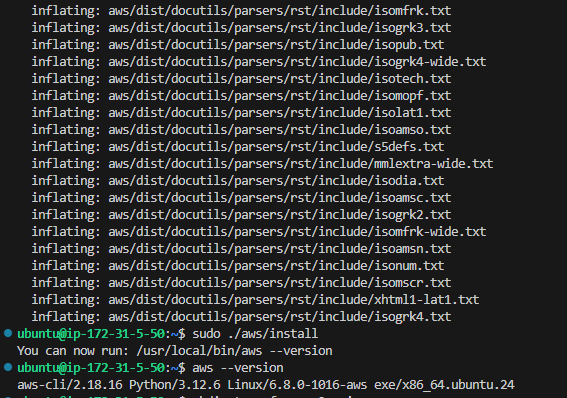 inflating: aws/dist/docutils/parsers/rst/include/isomfrk.txt
inflating: aws/dist/docutils/parsers/rst/include/isogrk3.txt
inflating: aws/dist/docutils/parsers/rst/include/isopub.txt
inflating: aws/dist/docutils/parsers/rst/include/isogrk4-wide.txt
inflating: aws/dist/docutils/parsers/rst/include/isotech.txt
inflating: aws/dist/docutils/parsers/rst/include/isomopf.txt
inflating: aws/dist/docutils/parsers/rst/include/isolat1.txt
inflating: aws/dist/docutils/parsers/rst/include/isoamso.txt
inflating: aws/dist/docutils/parsers/rst/include/s5defs.txt
inflating: aws/dist/docutils/parsers/rst/include/mmlextra-wide.txt
inflating: aws/dist/docutils/parsers/rst/include/isodia.txt
inflating: aws/dist/docutils/parsers/rst/include/isoamsc.txt
inflating: aws/dist/docutils/parsers/rst/include/isogrk2.txt
inflating: aws/dist/docutils/parsers/rst/include/isomfrk-wide.txt
inflating: aws/dist/docutils/parsers/rst/include/isoamsn.txt
inflating: aws/dist/docutils/parsers/rst/include/isonum.txt
inflating: aws/dist/docutils/parsers/rst/include/isomscr.txt
inflating: aws/dist/docutils/parsers/rst/include/xhtml1-lat1.txt
inflating: aws/dist/docutils/parsers/rst/include/isogrk4.txt
ubuntu@ip-172-31-5-50:~$ sudo ./aws/install
You can now run: /usr/local/bin/aws --version
ubuntu@ip-172-31-5-50:~$ aws --version
aws-cli/2.18.16 Python/3.12.6 Linux/6.8.0-1016-aws exe/x86_64.ubuntu.24